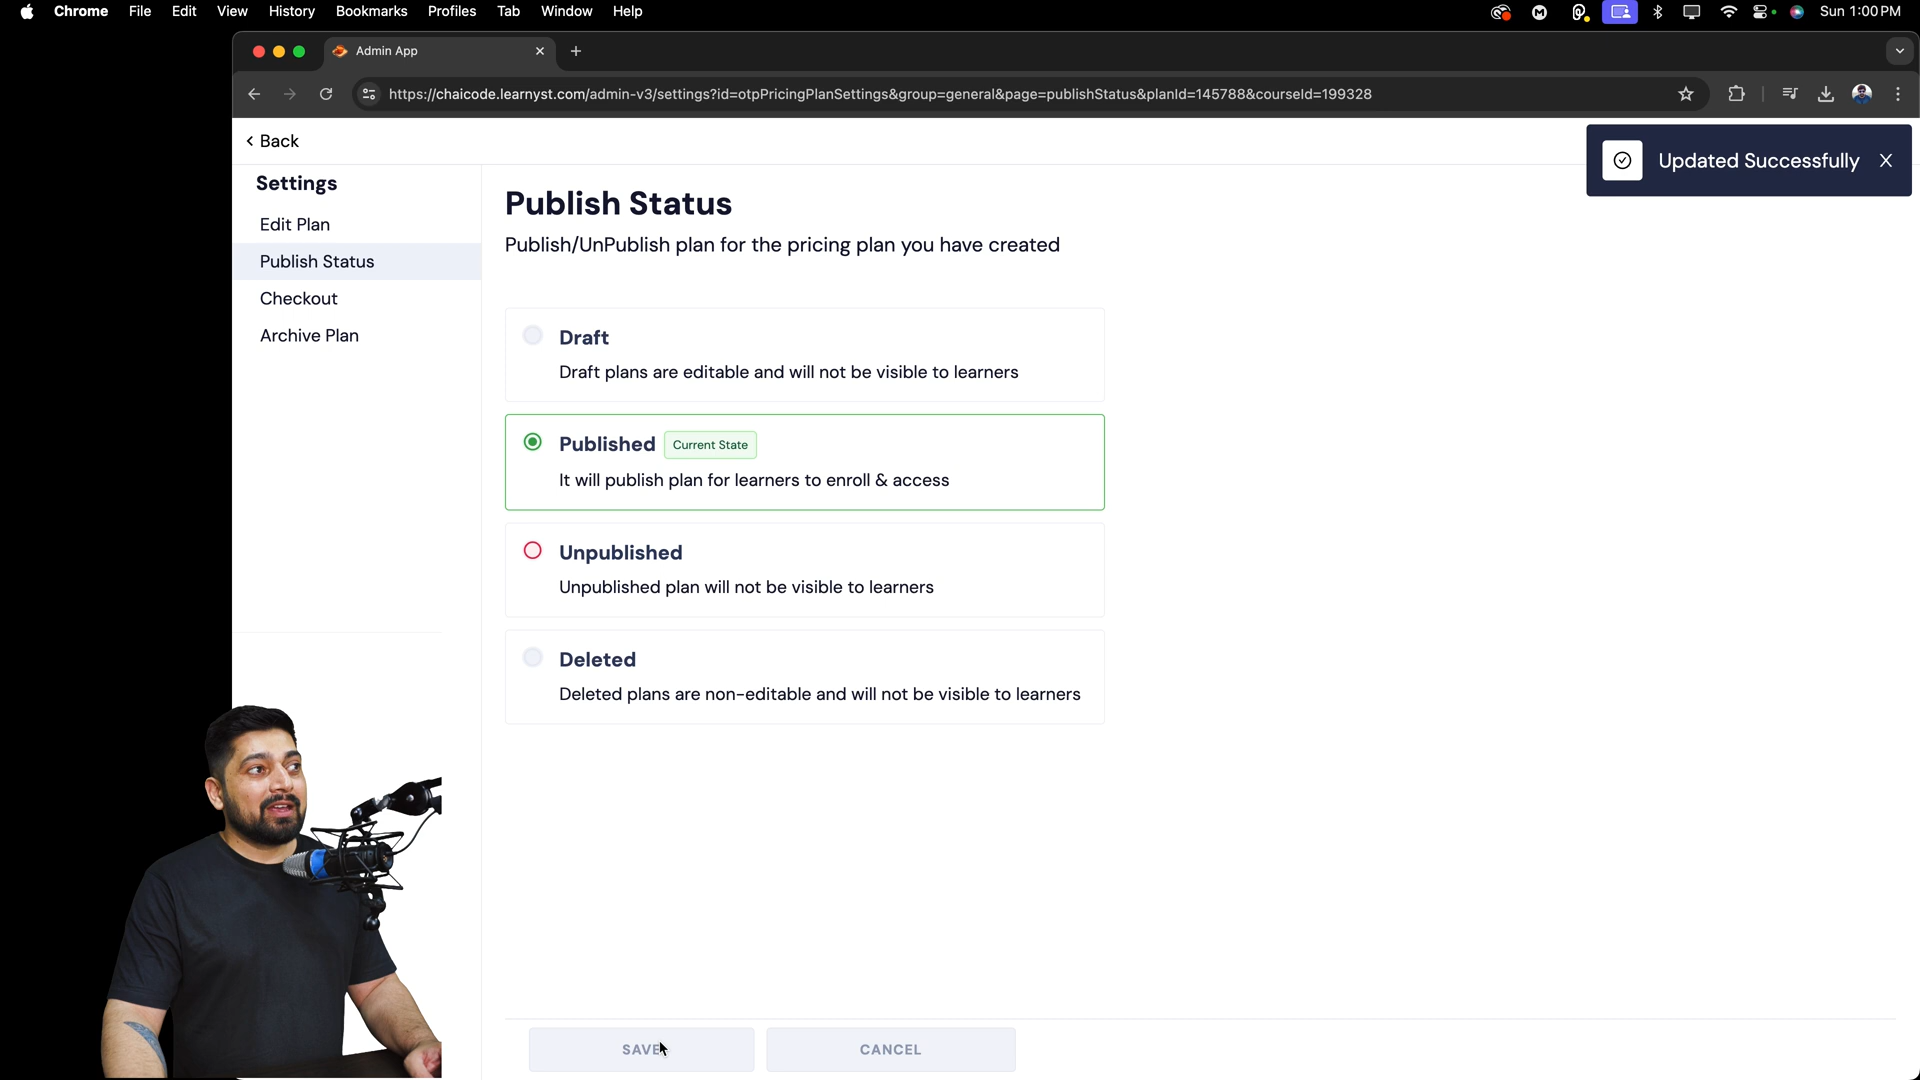 Chrome File Edit View History Bookmarks Profiles Tab Window Help Sun 1:00 PM
Admin App
https://chaicode.learnyst.com/admin-v3/settings?id=otpPricingPlanSettings&group=general&page=publishStatus&planId=145788&courseId=199328
Back
Updated Successfully
Settings
Edit Plan
Publish Status
Checkout
Archive Plan
Publish Status
Publish/UnPublish plan for the pricing plan you have created
Draft
Draft plans are editable and will not be visible to learners
Published Current State
It will publish plan for learners to enroll & access
Unpublished
Unpublished plan will not be visible to learners
Deleted
Deleted plans are non-editable and will not be visible to learners
SAVE CANCEL